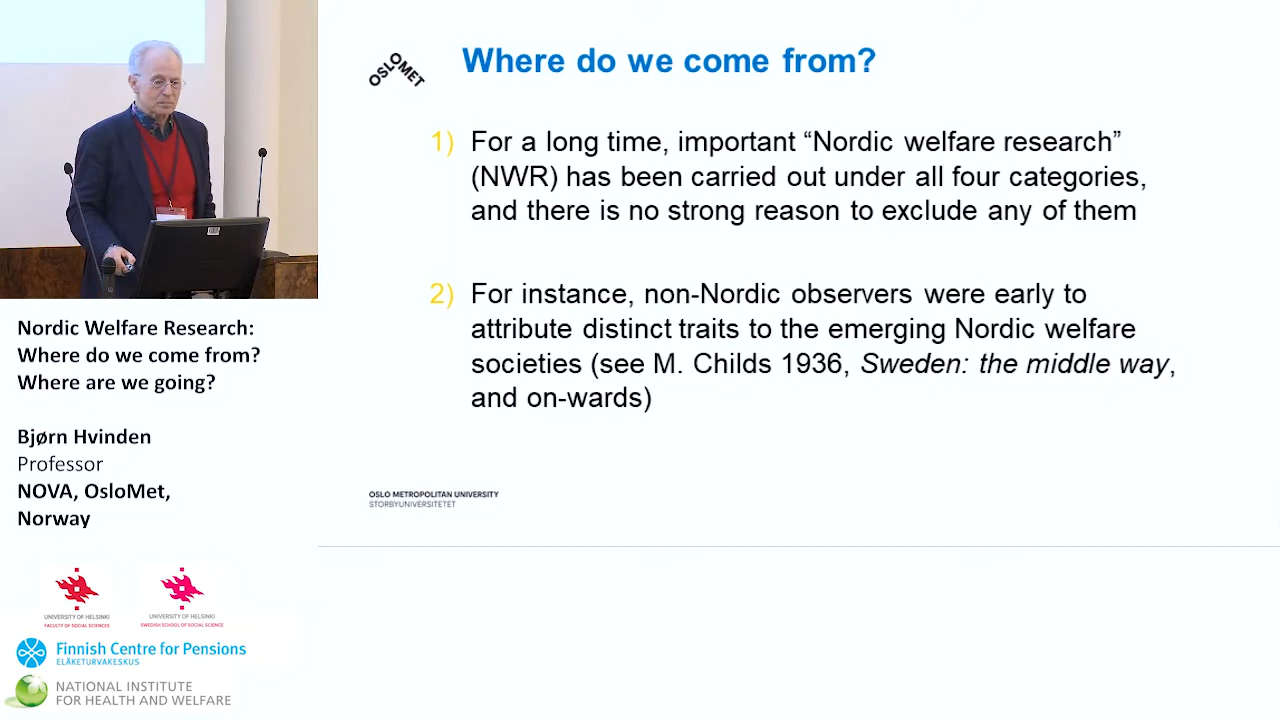 OSLOMET
Where do we come from?
1) For a long time, important “Nordic welfare research”
(NWR) has been carried out under all four categories,
and there is no strong reason to exclude any of them
2) For instance, non-Nordic observers were early to
attribute distinct traits to the emerging Nordic welfare
societies (see M. Childs 1936, Sweden: the middle way,
and on-wards)
OSLO METROPOLITAN UNIVERSITY
STORBYUNIVERSITETET
Nordic Welfare Research:
Where do we come from?
Where are we going?
Bjørn Hvinden
Professor
NOVA, OsloMet,
Norway
UNIVERSITY OF HELSINKI
FACULTY OF SOCIAL SCIENCES
UNIVERSITY OF HELSINKI
SWEDISH SCHOOL OF SOCIAL SCIENCE
Finnish Centre for Pensions
ELÄKETURVAKESKUS
NATIONAL INSTITUTE
FOR HEALTH AND WELFARE